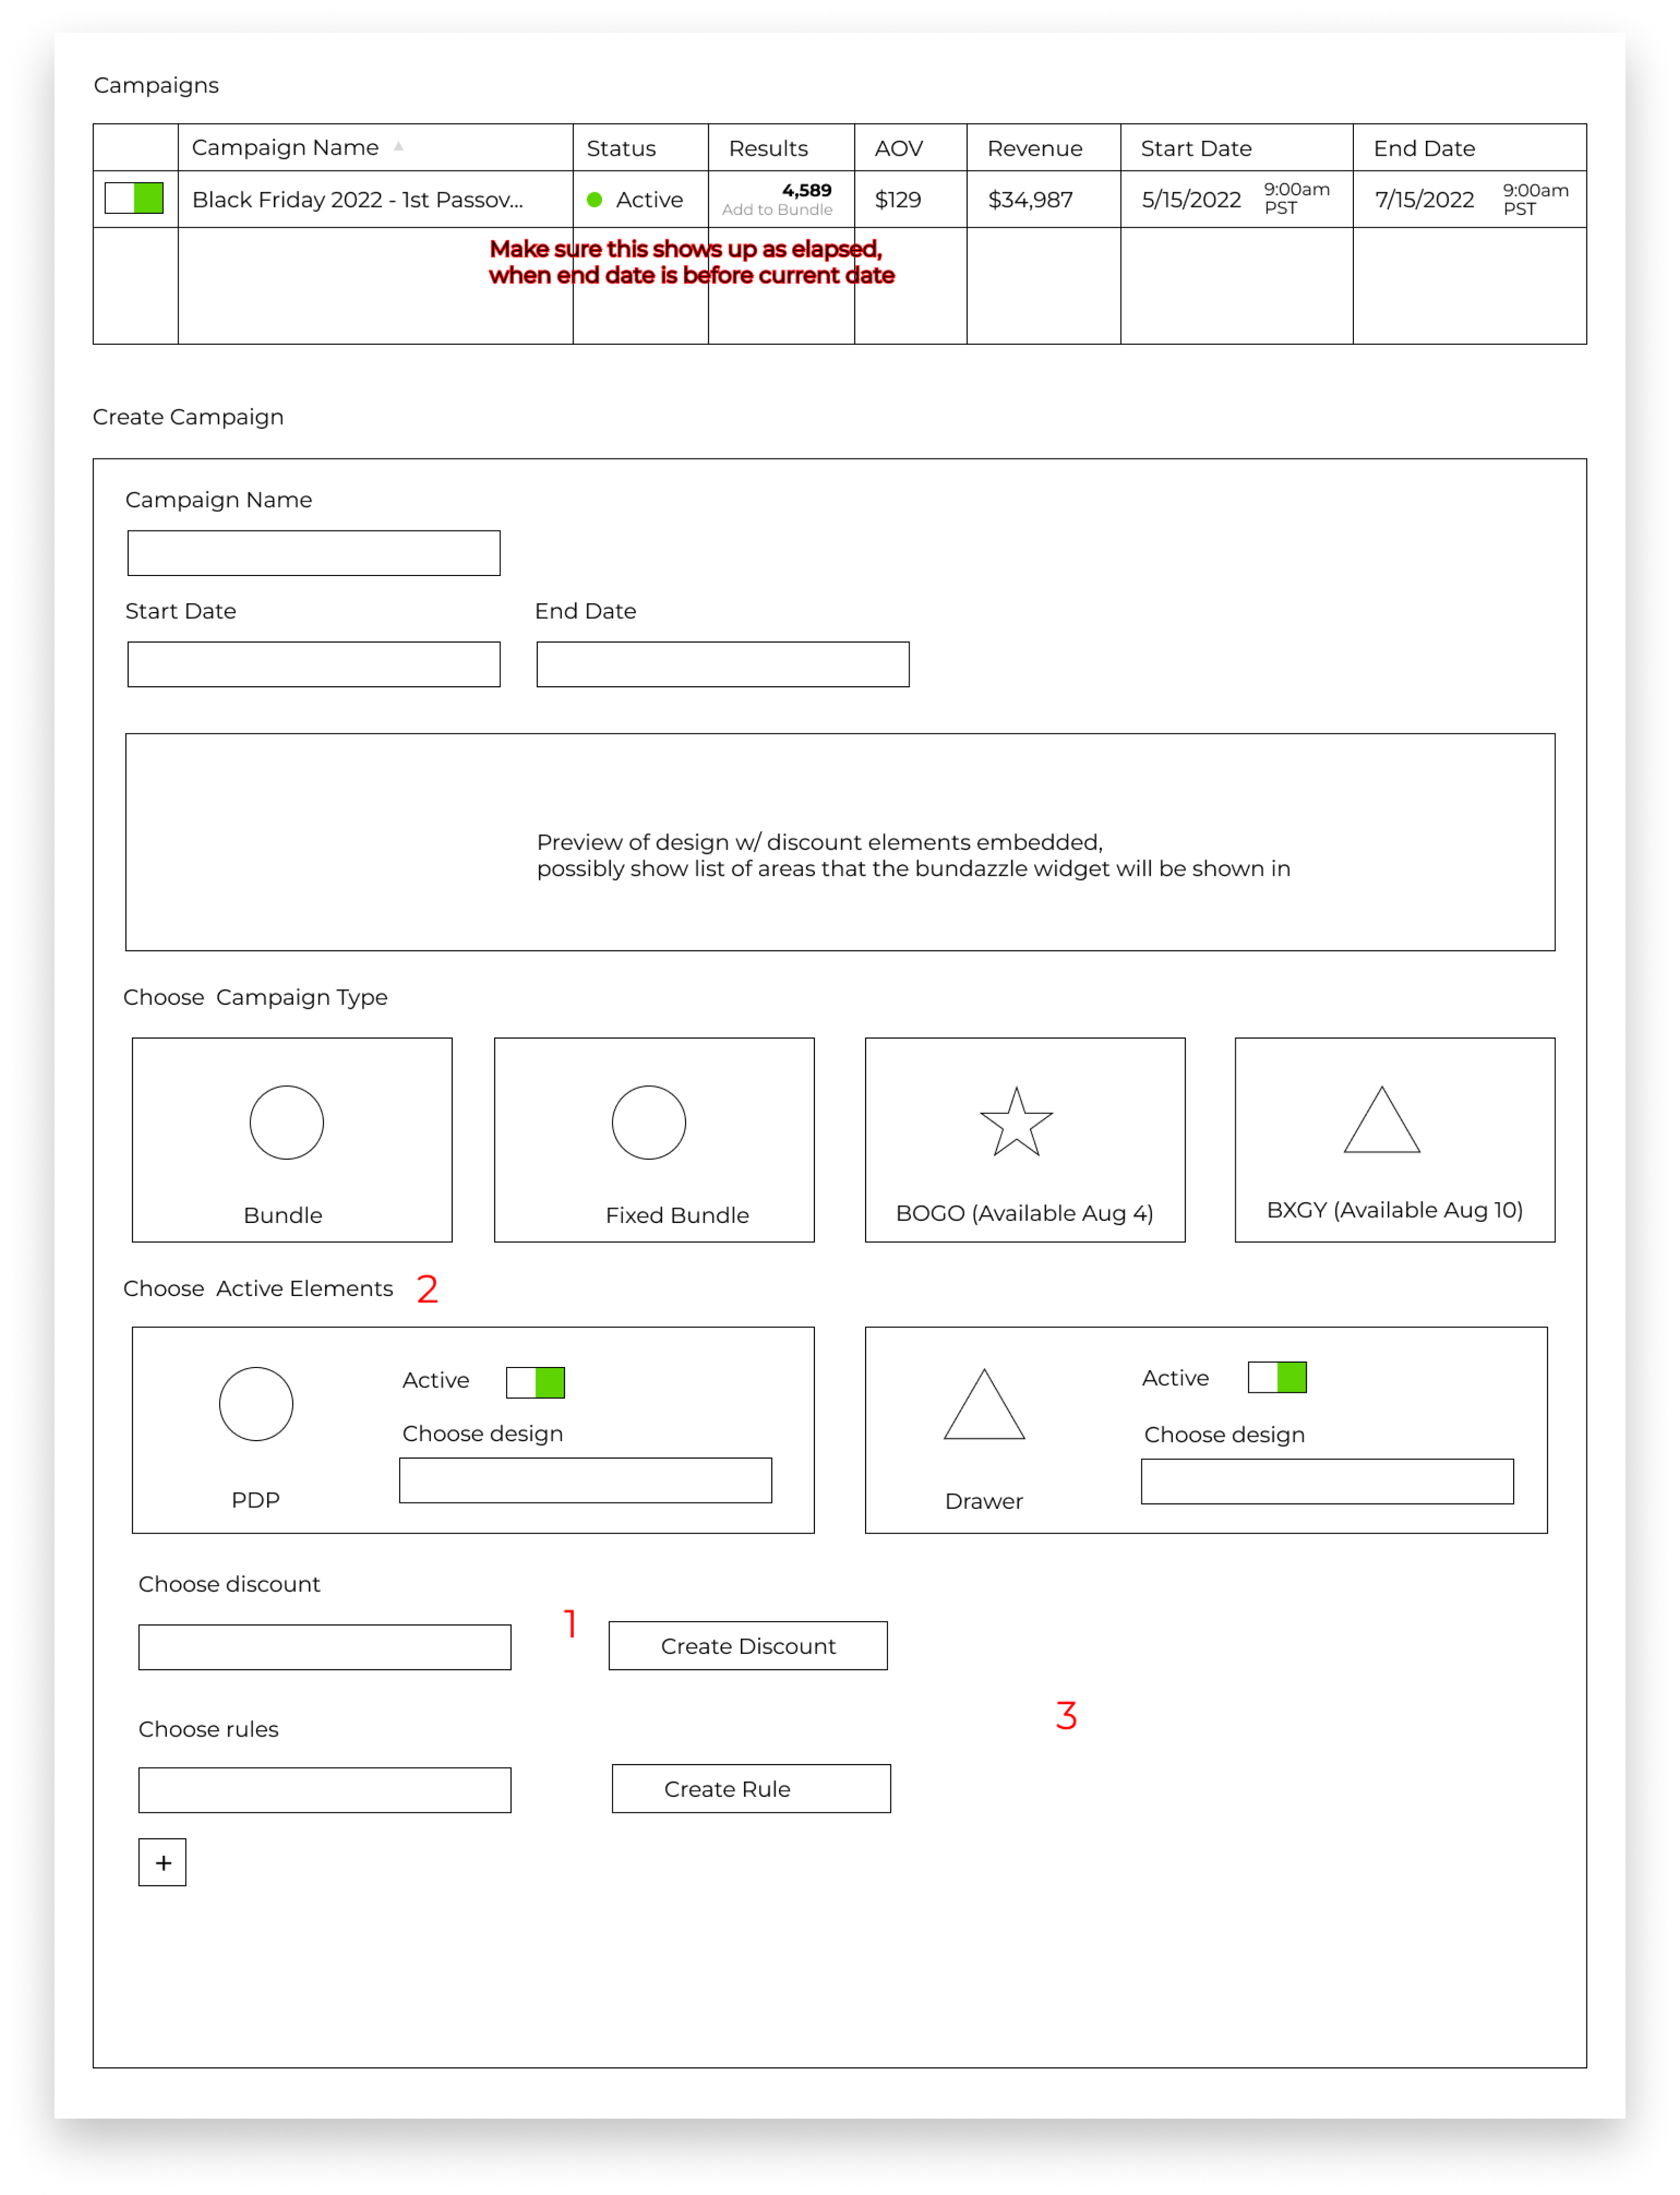 Campaigns
Campaign Name Status Results AOV Revenue Start Date End Date
Black Friday 2022 - 1st Passov... Active 4,589 $129 $34,987 5/15/2022 9:00am 7/15/2022 9:00am
Add to Bundle PST PST
Make sure this shows up as elapsed,
when end date is before current date
Create Campaign
Campaign Name
Start Date End Date
Preview of design w/ discount elements embedded,
possibly show list of areas that the bundazzle widget will be shown in
Choose Campaign Type
Bundle Fixed Bundle BOGO (Available Aug 4) BXGY (Available Aug 10)
Choose Active Elements 2
Active Active
Choose design Choose design
PDP Drawer
Choose discount
1 Create Discount
3
Choose rules
Create Rule
+